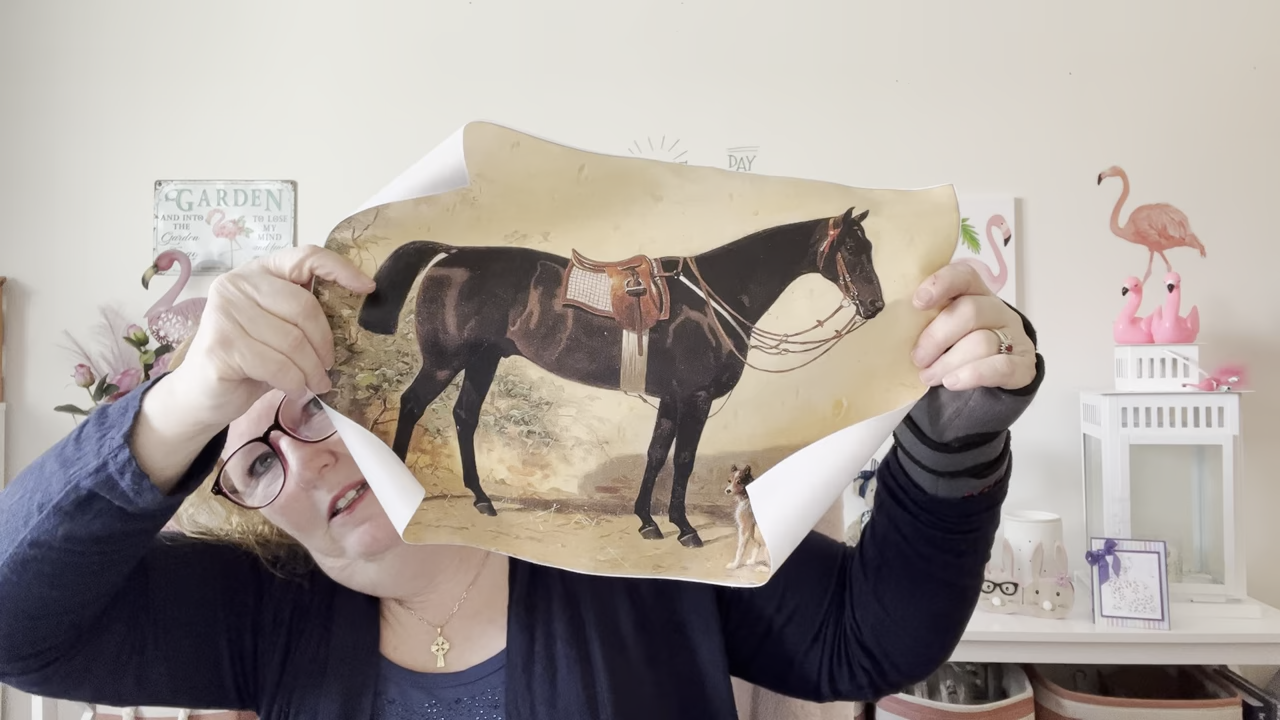 GARDEN
AND INTO
THE
Garden
TO LOSE
MY
MIND
DAY